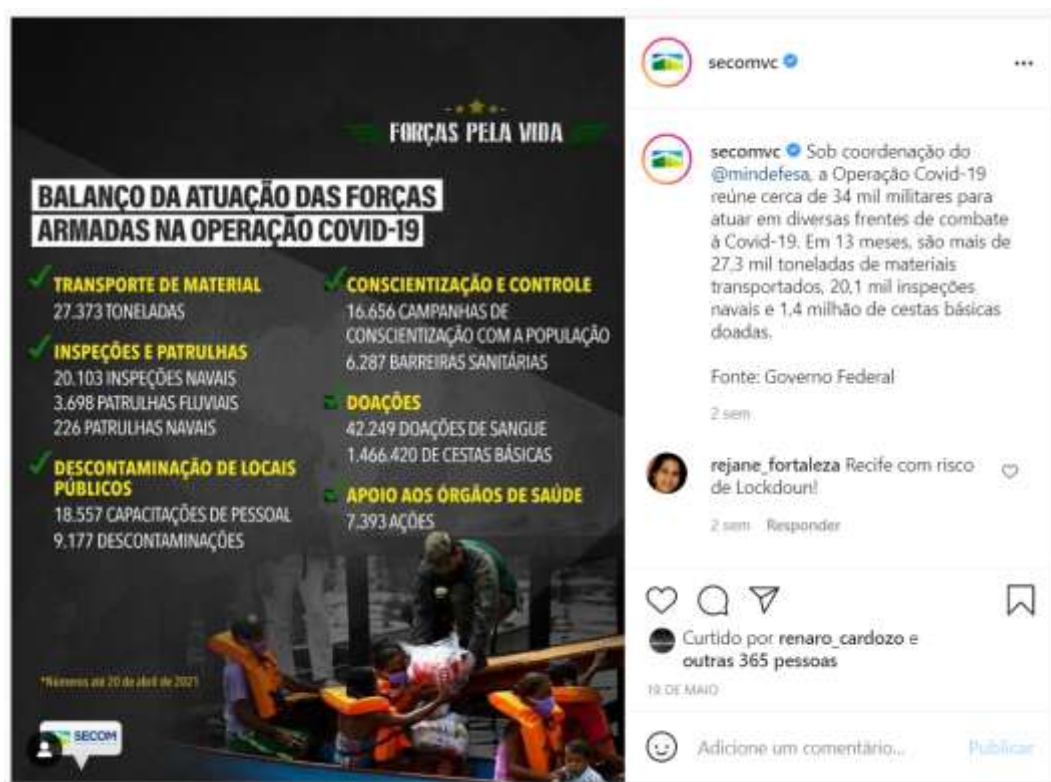 FORÇAS PELA VIDA
BALANÇO DA ATUAÇÃO DAS FORÇAS
ARMADAS NA OPERAÇÃO COVID-19
TRANSPORTE DE MATERIAL
27.373 TONELADAS
INSPEÇÕES E PATRULHAS
20.103 INSPEÇÕES NAVAIS
3.698 PATRULHAS FLUVIAIS
226 PATRULHAS NAVAIS
DESCONTAMINAÇÃO DE LOCAIS
PÚBLICOS
18.557 CAPACITAÇÕES DE PESSOAL
9.177 DESCONTAMINAÇÕES
CONSCIENTIZAÇÃO E CONTROLE
16.656 CAMPANHAS DE
CONSCIENTIZAÇÃO COM A POPULAÇÃO
6.287 BARREIRAS SANITÁRIAS
DOAÇÕES
42.249 DOAÇÕES DE SANGUE
1.466.420 DE CESTAS BÁSICAS
APOIO AOS ÓRGÃOS DE SAÚDE
7.393 AÇÕES
*Números até 20 de abril de 2021
SECOM
secomvc
secomvc Sob coordenação do
@mindefesa, a Operação Covid-19
reúne cerca de 34 mil militares para
atuar em diversas frentes de combate
à Covid-19. Em 13 meses, são mais de
27,3 mil toneladas de materiais
transportados, 20,1 mil inspeções
navais e 1,4 milhão de cestas básicas
doadas.
Fonte: Governo Federal
2 sem
rejane_fortaleza Recife com risco
de Lockdoun!
2 sem Responder
Curtido por renaro_cardozo e
outras 365 pessoas
19 DE MAIO
Adicione um comentário... Publicar